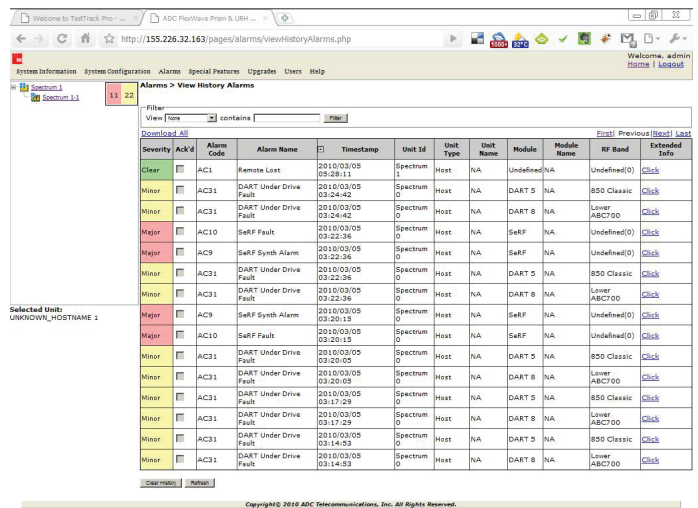 Welcome to TestTrack Pro - ...
ADC FlexWave Prism & URH ...
http://155.226.32.163/pages/alarms/viewHistoryAlarms.php
1000+
32°C
Welcome, admin
System Information System Configuration Alarms Special Features Upgrades Users Help
Home | Logout
Spectrum 1
Spectrum 1-1
11 22
Selected Unit:
UNKNOWN_HOSTNAME 1
Alarms > View History Alarms
Filter
View None contains Filter
Download All
First| Previous|Next| Last
Severity Ack'd Alarm Code Alarm Name Timestamp Unit Id Unit Type Unit Name Module Module Name RF Band Extended Info
Clear AC1 Remote Lost 2010/03/05 05:28:11 Spectrum 1 Host NA Undefined NA Undefined(0) Click
Minor AC31 DART Under Drive Fault 2010/03/05 03:24:42 Spectrum 0 Host NA DART 5 NA 850 Classic Click
Minor AC31 DART Under Drive Fault 2010/03/05 03:24:42 Spectrum 0 Host NA DART 8 NA Lower ABC700 Click
Major AC10 SeRF Fault 2010/03/05 03:22:36 Spectrum 0 Host NA SeRF NA Undefined(0) Click
Major AC9 SeRF Synth Alarm 2010/03/05 03:22:36 Spectrum 0 Host NA SeRF NA Undefined(0) Click
Minor AC31 DART Under Drive Fault 2010/03/05 03:22:36 Spectrum 0 Host NA DART 5 NA 850 Classic Click
Minor AC31 DART Under Drive Fault 2010/03/05 03:22:36 Spectrum 0 Host NA DART 8 NA Lower ABC700 Click
Major AC9 SeRF Synth Alarm 2010/03/05 03:20:15 Spectrum 0 Host NA SeRF NA Undefined(0) Click
Major AC10 SeRF Fault 2010/03/05 03:20:15 Spectrum 0 Host NA SeRF NA Undefined(0) Click
Minor AC31 DART Under Drive Fault 2010/03/05 03:20:05 Spectrum 0 Host NA DART 5 NA 850 Classic Click
Minor AC31 DART Under Drive Fault 2010/03/05 03:20:05 Spectrum 0 Host NA DART 8 NA Lower ABC700 Click
Minor AC31 DART Under Drive Fault 2010/03/05 03:17:29 Spectrum 0 Host NA DART 5 NA 850 Classic Click
Minor AC31 DART Under Drive Fault 2010/03/05 03:17:29 Spectrum 0 Host NA DART 8 NA Lower ABC700 Click
Minor AC31 DART Under Drive Fault 2010/03/05 03:14:53 Spectrum 0 Host NA DART 5 NA 850 Classic Click
Minor AC31 DART Under Drive Fault 2010/03/05 03:14:53 Spectrum 0 Host NA DART 8 NA Lower ABC700 Click
Clear History Refresh
Copyright© 2010 ADC Telecommunications, Inc. All Rights Reserved.